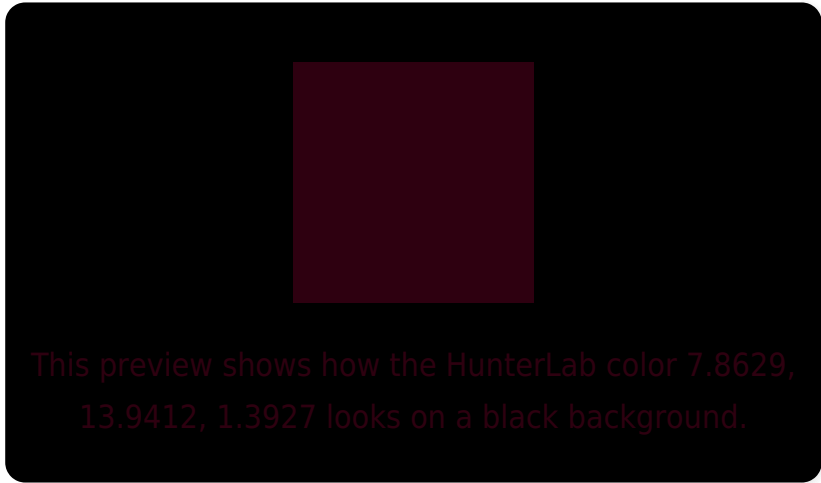 This preview shows how the HunterLab color 7.8629,
13.9412, 1.3927 looks on a black background.